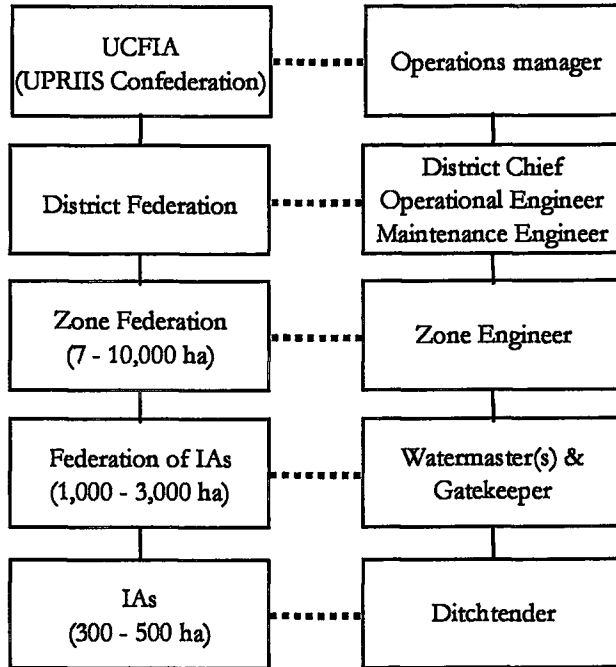 UCFIA
(UPRIIS Confederation)
Operations manager
District Federation
District Chief
Operational Engineer
Maintenance Engineer
Zone Federation
(7 - 10,000 ha)
Zone Engineer
Federation of IAs
(1,000 - 3,000 ha)
Watermaster(s) &
Gatekeeper
IAs
(300 - 500 ha)
Ditchtender